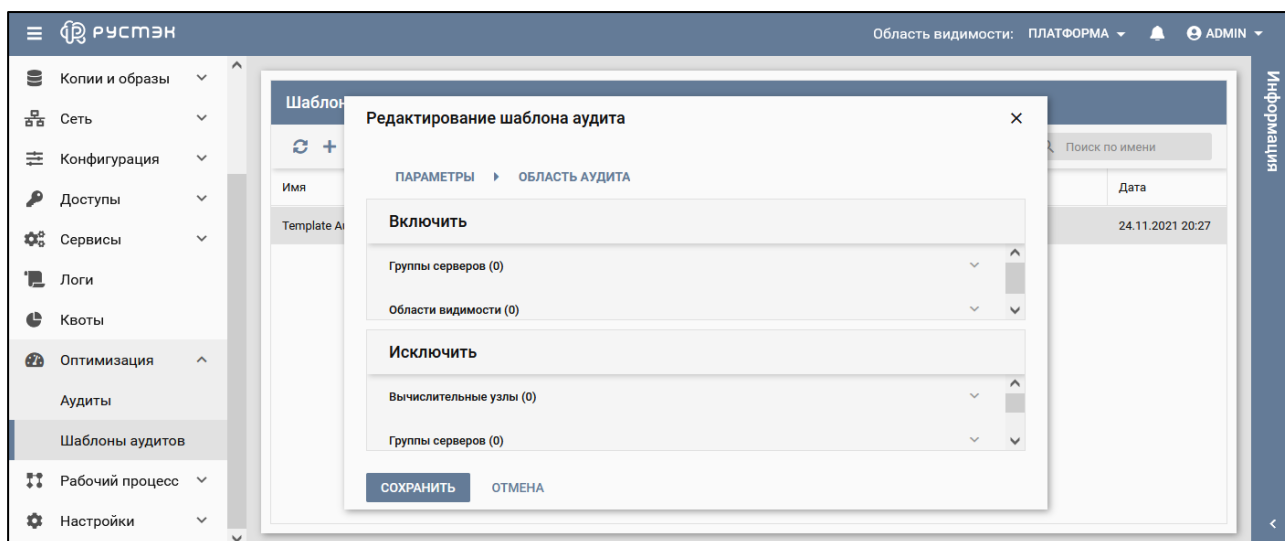 РУСТЭК
Область видимости: ПЛАТФОРМА
ADMIN
Копии и образы
Сеть
Конфигурация
Доступы
Сервисы
Логи
Квоты
Оптимизация
Аудиты
Шаблоны аудитов
Рабочий процесс
Настройки
Шаблон
Поиск по имени
Имя
Дата
Template Au
24.11.2021 20:27
Редактирование шаблона аудита
ПАРАМЕТРЫ
ОБЛАСТЬ АУДИТА
Включить
Группы серверов (0)
Области видимости (0)
Исключить
Вычислительные узлы (0)
Группы серверов (0)
СОХРАНИТЬ
ОТМЕНА
Информация